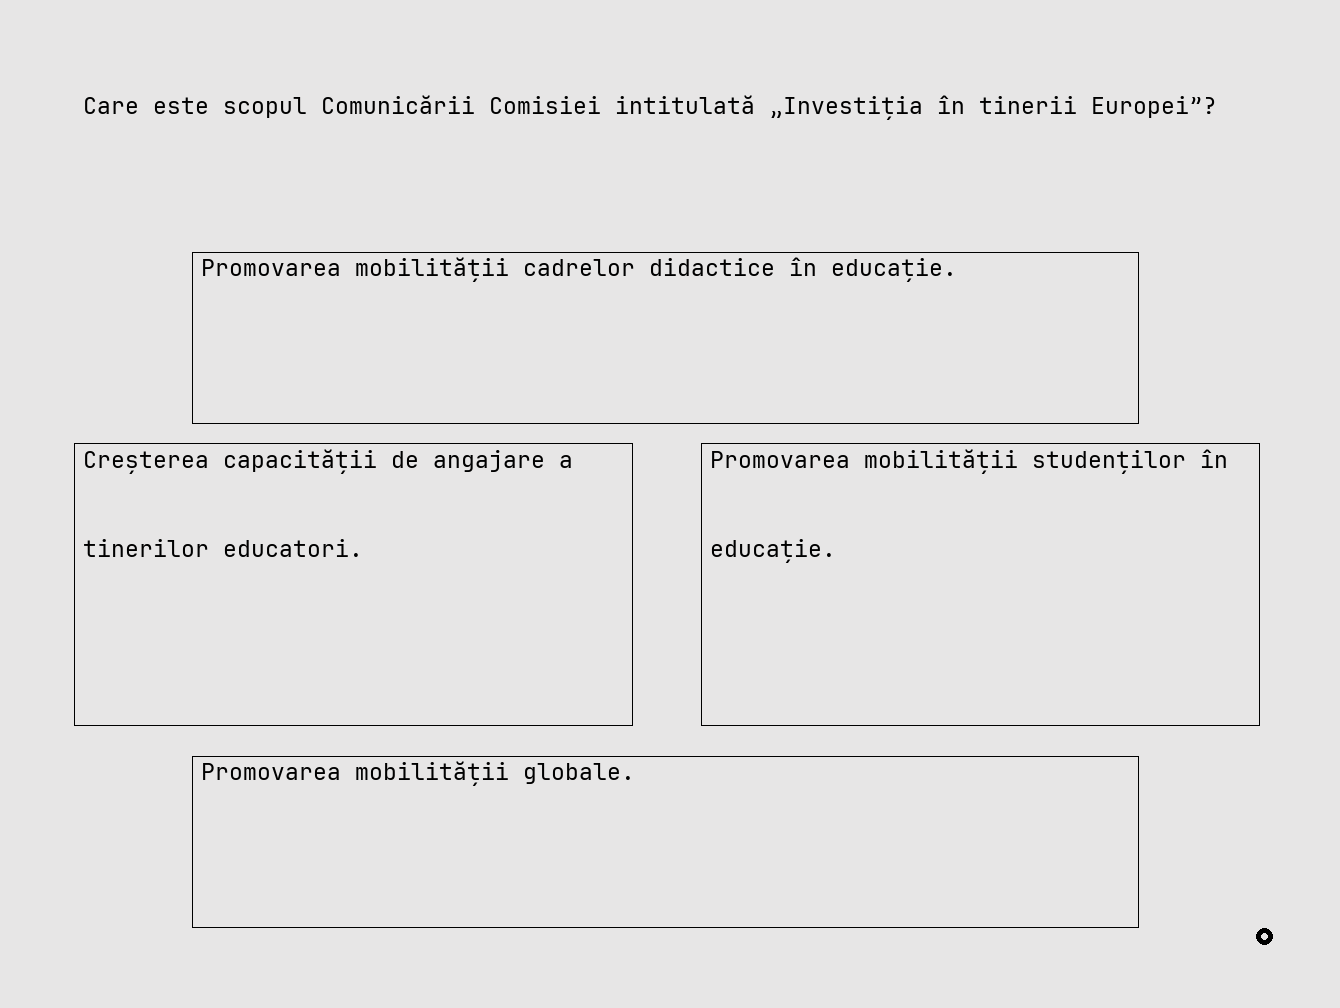 Care este scopul Comunicării Comisiei intitulată „Investiția în tinerii Europei”?
Promovarea mobilității cadrelor didactice în educație.
Creșterea capacității de angajare a
tinerilor educatori.
Promovarea mobilității studenților în
educație.
Promovarea mobilității globale.